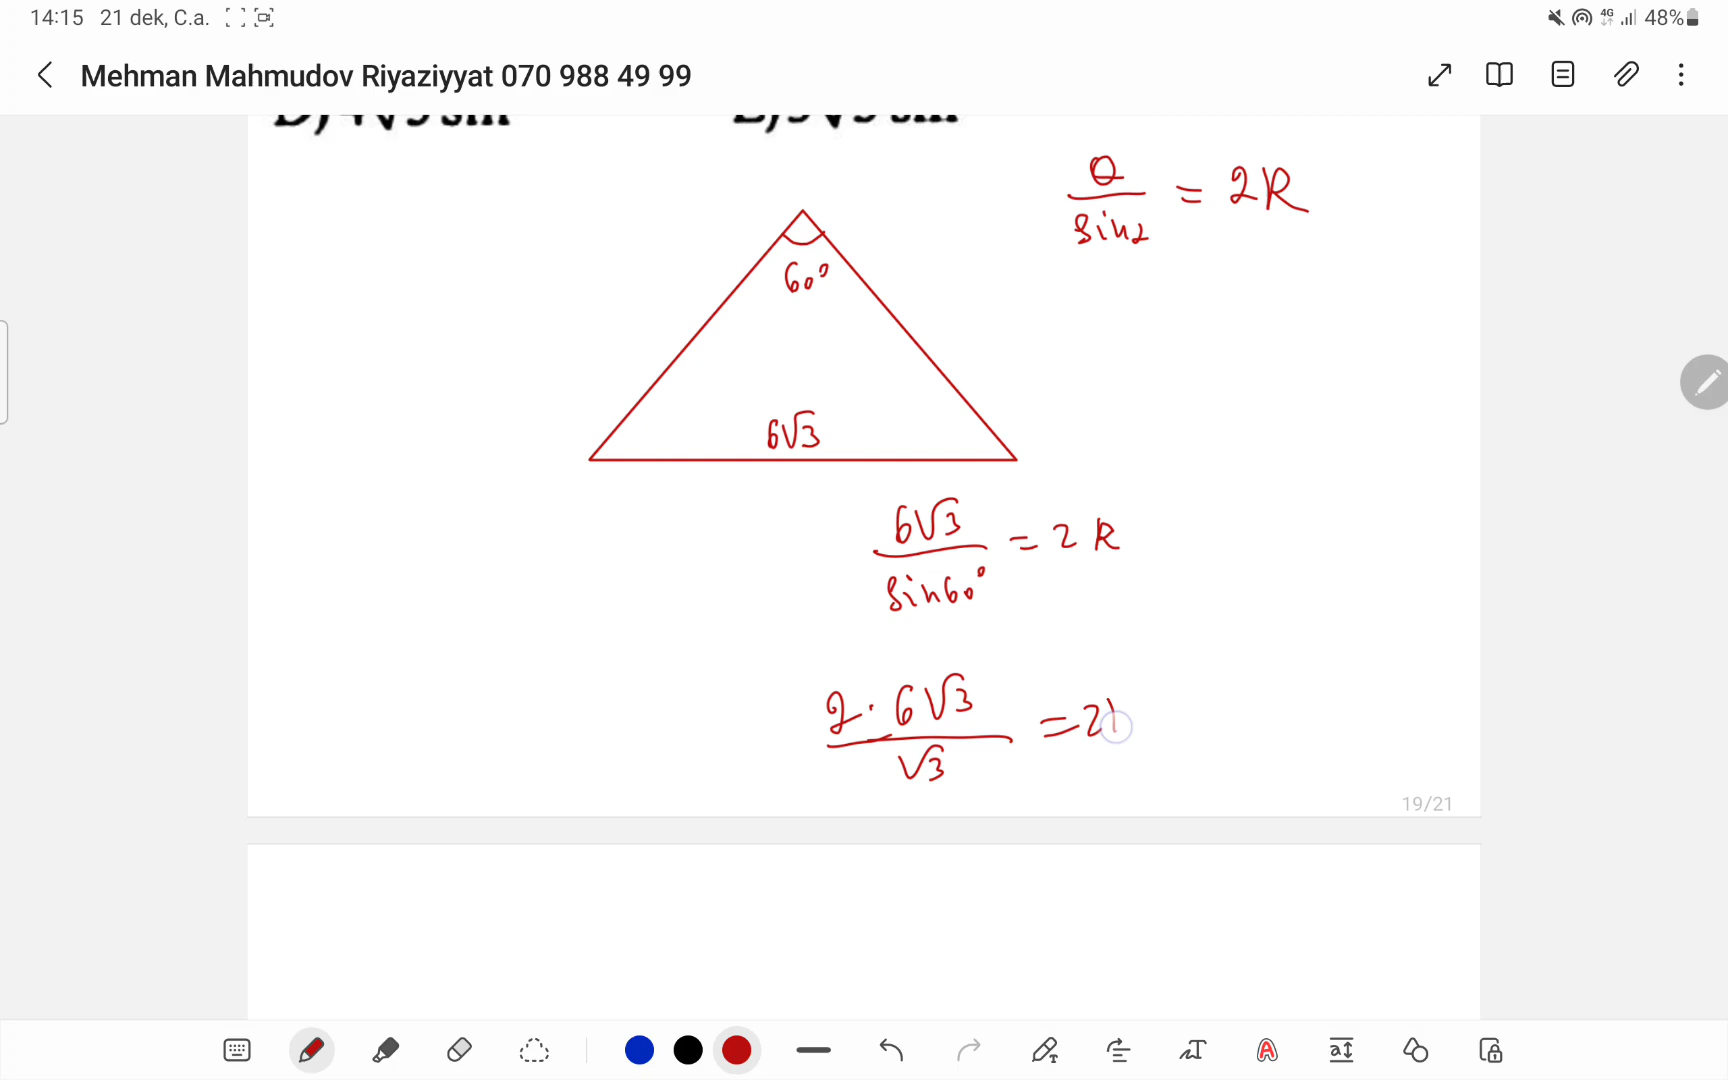 14:15 21 dek, C.a. 4G 48%
Mehman Mahmudov Riyaziyyat 070 988 49 99
a/sinα = 2R
60°
6√3
6√3/sin60° = 2R
2·6√3/√3 = 2
19/21